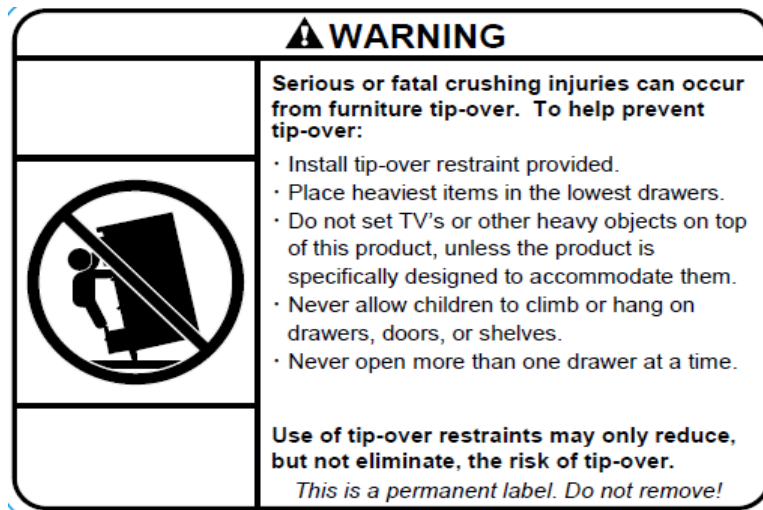 WARNING
Serious or fatal crushing injuries can occur
from furniture tip-over.  To help prevent
tip-over:
· Install tip-over restraint provided.
· Place heaviest items in the lowest drawers.
· Do not set TV's or other heavy objects on top
of this product, unless the product is
specifically designed to accommodate them.
· Never allow children to climb or hang on
drawers, doors, or shelves.
· Never open more than one drawer at a time.
Use of tip-over restraints may only reduce,
but not eliminate, the risk of tip-over.
This is a permanent label. Do not remove!